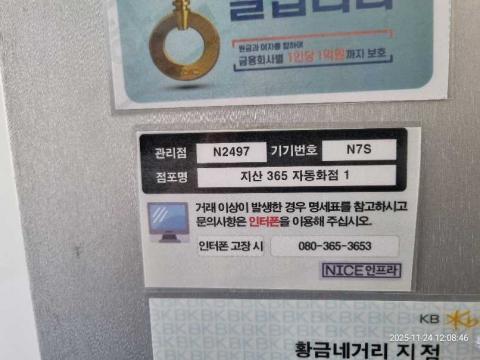 원금과 이자를 합하여
금융회사별 1인당 1억원까지 보호
관리점 N2497 기기번호 N7S
점포명 지산 365 자동화점 1
거래 이상이 발생한 경우 명세표를 참고하시고
문의사항은 인터폰을 이용해 주십시오.
인터폰 고장 시 080-365-3653
NICE인프라
KB
2025-11-24 12:08:46
황금네거리 지점